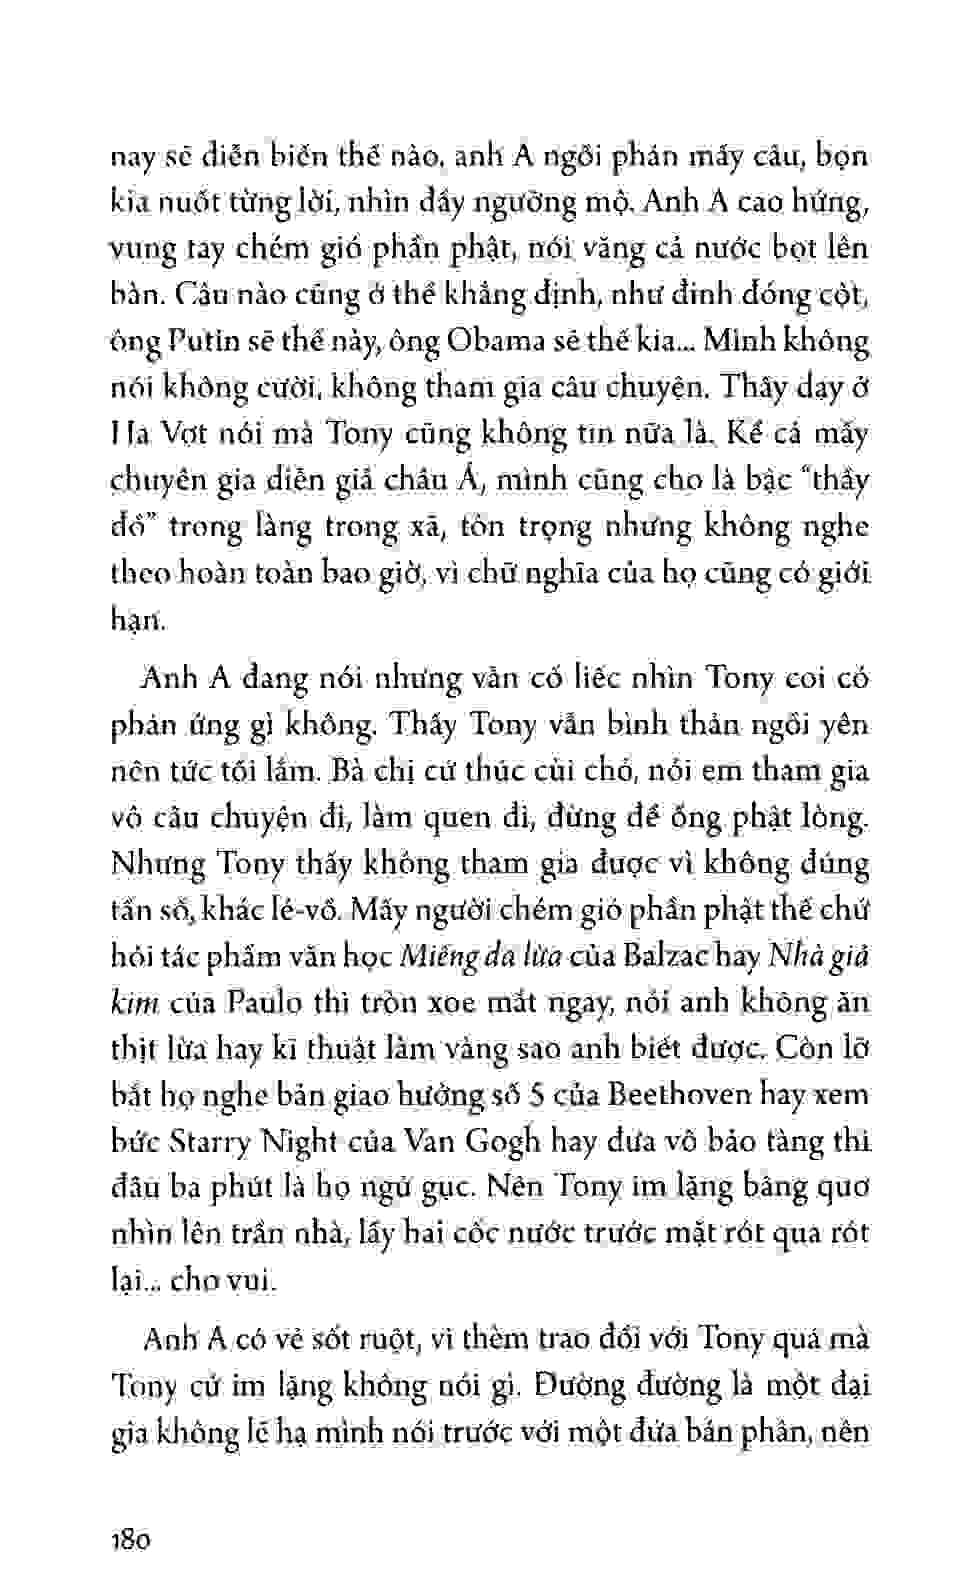 nay sẽ diễn biến thế nào, anh A ngồi phán mấy câu, bọn
kia nuốt từng lời, nhìn đầy ngưỡng mộ. Anh A cao hứng,
vung tay chém gió phần phật, nói văng cả nước bọt lên
bàn. Câu nào cũng ở thể khẳng định, như đinh đóng cột,
ông Putin sẽ thế này, ông Obama sẽ thế kia... Mình không
nói không cười, không tham gia câu chuyện. Thầy dạy ở
Ha Vợt nói mà Tony cũng không tin nữa là. Kể cả mấy
chuyên gia diễn giả châu Á, mình cũng cho là bậc “thầy
đồ” trong làng trong xã, tôn trọng nhưng không nghe
theo hoàn toàn bao giờ, vì chữ nghĩa của họ cũng có giới
hạn.
Anh A đang nói nhưng vẫn cố liếc nhìn Tony coi có
phản ứng gì không. Thấy Tony vẫn bình thản ngồi yên
nên tức tối lắm. Bà chị cứ thúc cùi chỏ, nói em tham gia
vô câu chuyện đi, làm quen đi, đừng để ổng phật lòng.
Nhưng Tony thấy không tham gia được vì không đúng
tần số, khác lé-vồ. Mấy người chém gió phần phật thế chứ
hỏi tác phẩm văn học Miếng da lừa của Balzac hay Nhà giả
kim của Paulo thì tròn xoe mắt ngay, nói anh không ăn
thịt lừa hay kĩ thuật làm vàng sao anh biết được. Còn lỡ
bắt họ nghe bản giao hưởng số 5 của Beethoven hay xem
bức Starry Night của Van Gogh hay đưa vô bảo tàng thì
đâu ba phút là họ ngủ gục. Nên Tony im lặng bâng quơ
nhìn lên trần nhà, lấy hai cốc nước trước mặt rót qua rót
lại... cho vui.
Anh A có vẻ sốt ruột, vì thèm trao đổi với Tony quá mà
Tony cứ im lặng không nói gì. Đường đường là một đại
gia không lẽ hạ mình nói trước với một đứa bán phân, nên
180